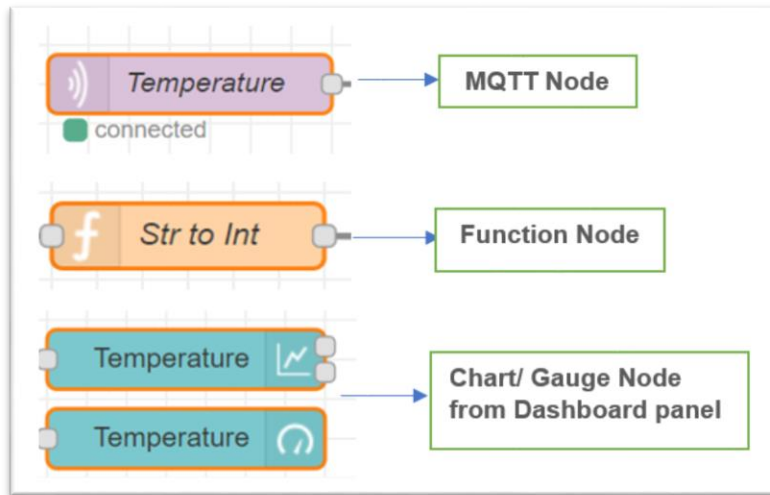 Temperature
MQTT Node
connected
Str to Int
Function Node
Temperature
Chart/ Gauge Node
from Dashboard panel
Temperature